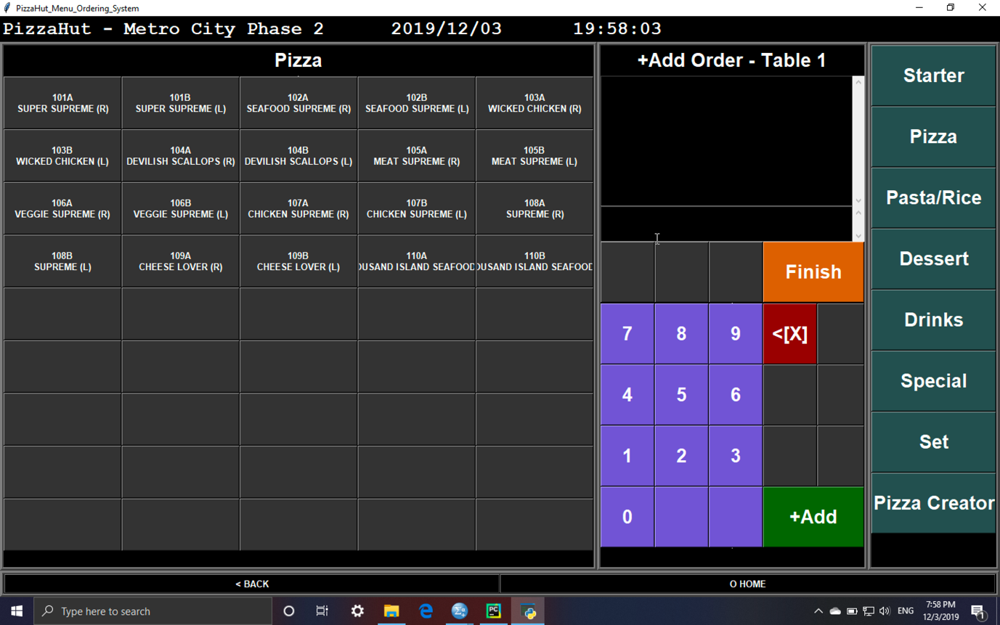 PizzaHut_Menu_Ordering_System
PizzaHut - Metro City Phase 2 2019/12/03 19:58:03
Pizza
101A
SUPER SUPREME (R)
101B
SUPER SUPREME (L)
102A
SEAFOOD SUPREME (R)
102B
SEAFOOD SUPREME (L)
103A
WICKED CHICKEN (R)
103B
WICKED CHICKEN (L)
104A
DEVILISH SCALLOPS (R)
104B
DEVILISH SCALLOPS (L)
105A
MEAT SUPREME (R)
105B
MEAT SUPREME (L)
106A
VEGGIE SUPREME (R)
106B
VEGGIE SUPREME (L)
107A
CHICKEN SUPREME (R)
107B
CHICKEN SUPREME (L)
108A
SUPREME (R)
108B
SUPREME (L)
109A
CHEESE LOVER (R)
109B
CHEESE LOVER (L)
110A
OUSAND ISLAND SEAFOOD
110B
OUSAND ISLAND SEAFOOD
+Add Order - Table 1
Finish
7 8 9 <[X]
4 5 6
1 2 3
0 +Add
Starter
Pizza
Pasta/Rice
Dessert
Drinks
Special
Set
Pizza Creator
< BACK
O HOME
Type here to search
PC
ENG
7:58 PM
12/3/2019
1